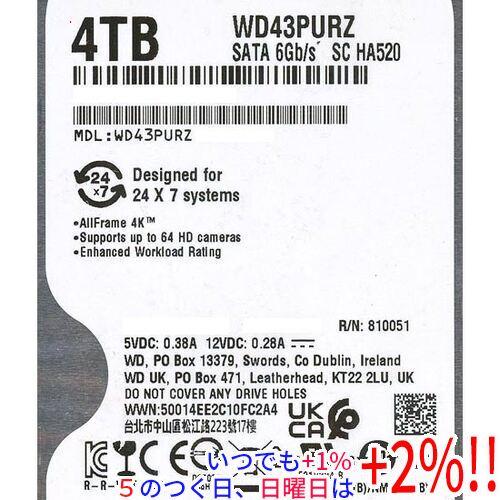 4TB
WD43PURZ
SATA 6Gb/s SC HA520
MDL:WD43PURZ
24
x7
Designed for
24 X 7 systems
•AllFrame 4K™
•Supports up to 64 HD cameras
•Enhanced Workload Rating
R/N: 810051
5VDC: 0.38A 12VDC: 0.28A
WD, PO Box 13379, Swords, Co Dublin, Ireland
WD UK, PO Box 471, Leatherhead, KT22 2LU, UK
DO NOT COVER ANY DRIVE HOLES
WWN:50014EE2C10FC2A4
UK
CA
台北市中山區松江路223號17樓
いつでも+1%
5のつく日、日曜日は+2%!!